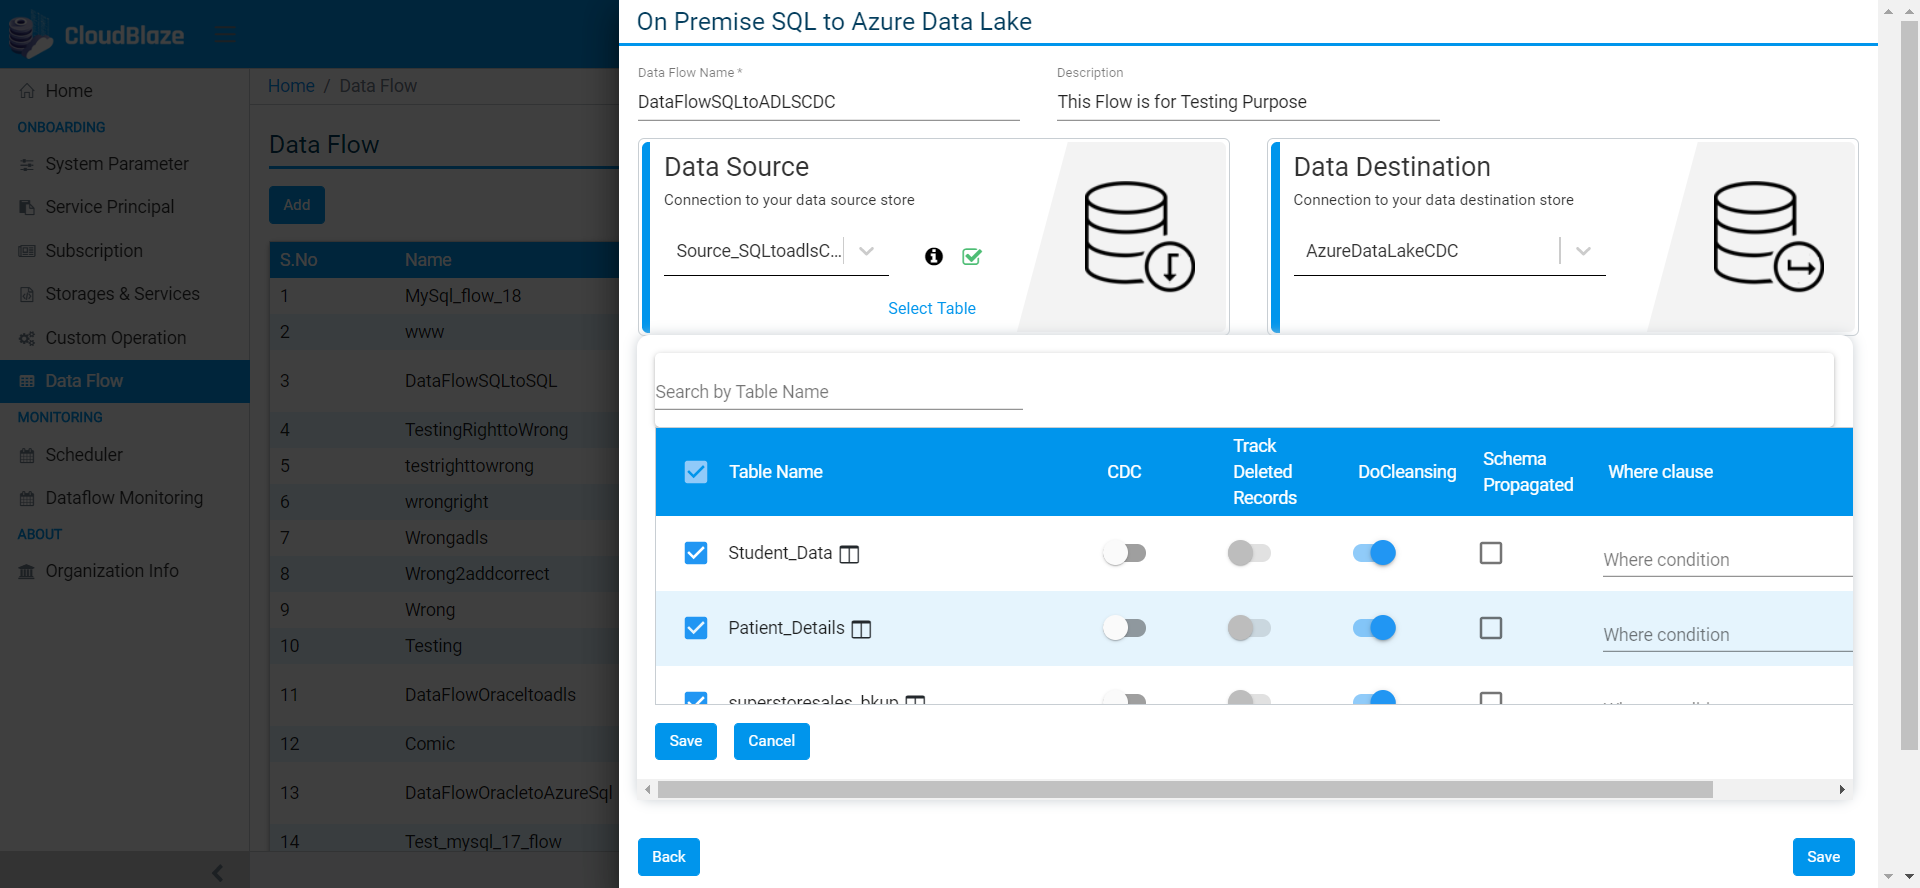 CloudBlaze
Home
ONBOARDING
System Parameter
Service Principal
Subscription
Storages & Services
Custom Operation
Data Flow
MONITORING
Scheduler
Dataflow Monitoring
ABOUT
Organization Info
Home / Data Flow
Data Flow
Add
S.No Name
1 MySql_flow_18
2 www
3 DataFlowSQLtoSQL
4 TestingRighttoWrong
5 testrighttowrong
6 wrongright
7 Wrongadls
8 Wrong2addcorrect
9 Wrong
10 Testing
11 DataFlowOraceltoadls
12 Comic
13 DataFlowOracletoAzureSql
14 Test_mysql_17_flow
On Premise SQL to Azure Data Lake
Data Flow Name *
DataFlowSQLtoADLSCDC
Description
This Flow is for Testing Purpose
Data Source
Connection to your data source store
Source_SQLtoadlsC...
Select Table
Data Destination
Connection to your data destination store
AzureDataLakeCDC
Search by Table Name
Table Name CDC Track Deleted Records DoCleansing Schema Propagated Where clause
Student_Data Where condition
Patient_Details Where condition
superstoresales_bkup
Save Cancel
Back Save